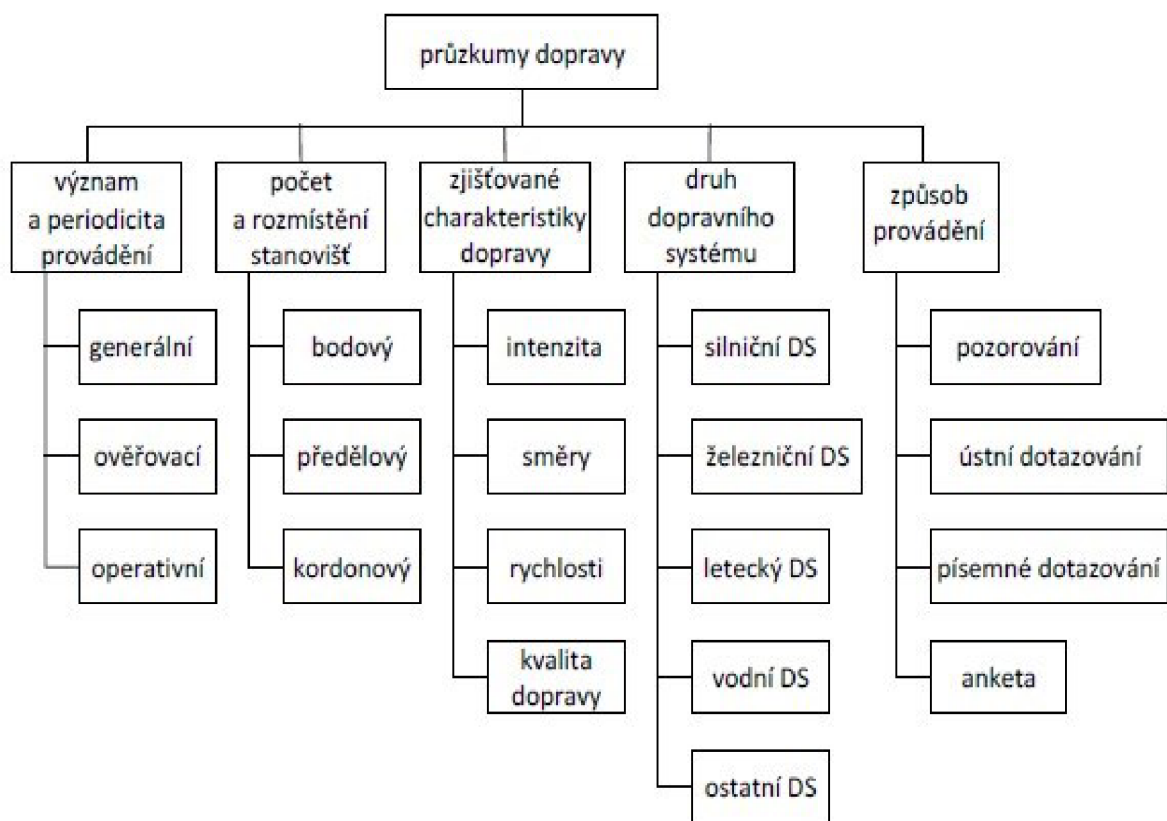 průzkumy dopravy
význam
a periodicita
provádění
počet
a rozmístění
stanovišť
zjišťované
charakteristiky
dopravy
druh
dopravního
systému
způsob
provádění
generální
bodový
intenzita
silniční DS
pozorování
ověřovací
předělový
směry
železniční DS
ústní dotazování
operativní
kordonový
rychlosti
letecký DS
písemné dotazování
kvalita
dopravy
vodní DS
anketa
ostatní DS